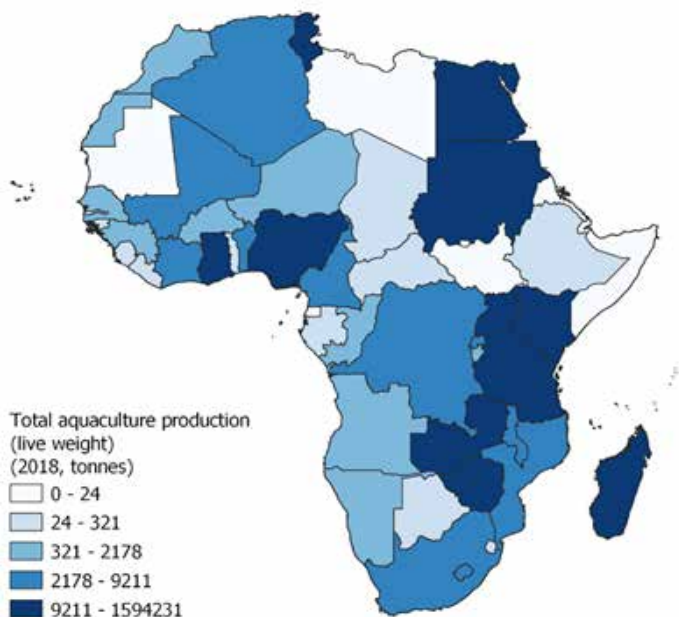 Total aquaculture production
(live weight)
(2018, tonnes)
0 - 24
24 - 321
321 - 2178
2178 - 9211
9211 - 1594231